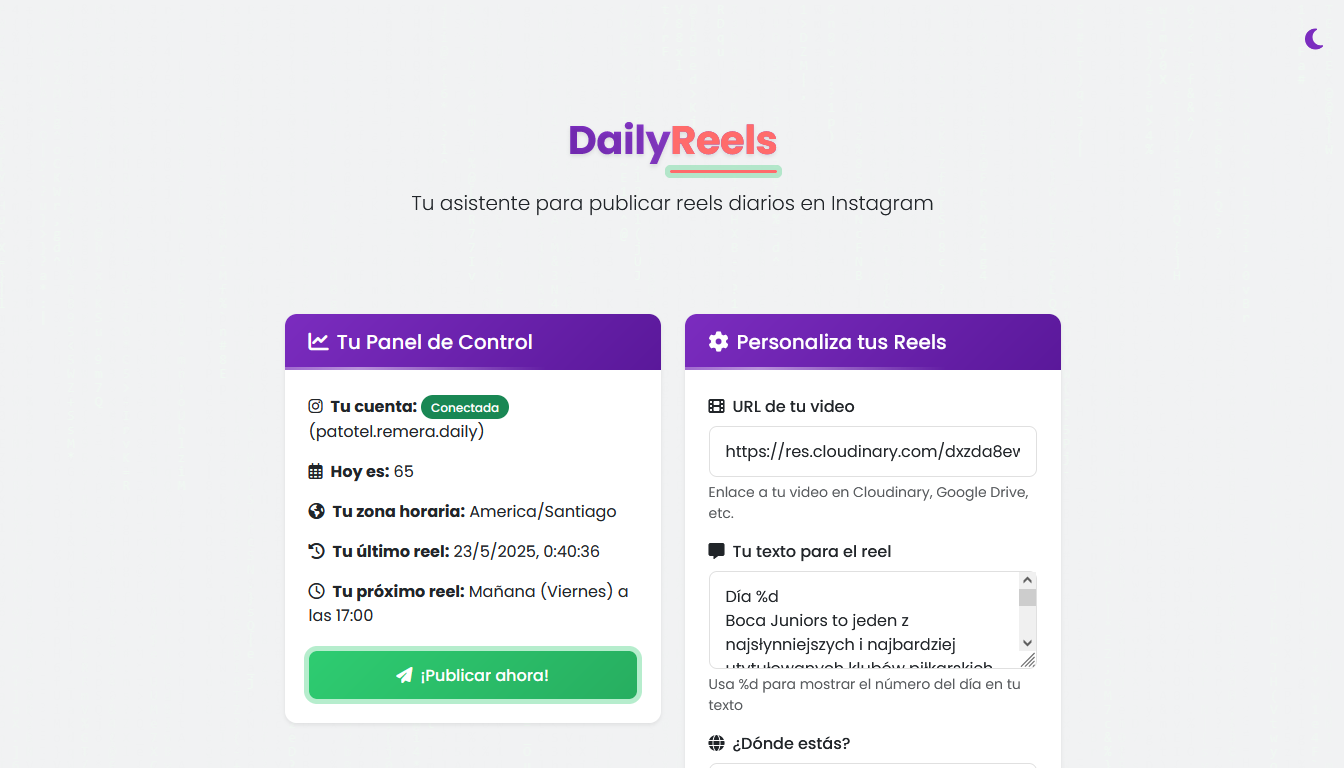 DailyReels
Tu asistente para publicar reels diarios en Instagram
Tu Panel de Control
Tu cuenta: Conectada
(patotel.remera.daily)
Hoy es: 65
Tu zona horaria: America/Santiago
Tu último reel: 23/5/2025, 0:40:36
Tu próximo reel: Mañana (Viernes) a
las 17:00
¡Publicar ahora!
Personaliza tus Reels
URL de tu video
https://res.cloudinary.com/dxzda8ew
Enlace a tu video en Cloudinary, Google Drive,
etc.
Tu texto para el reel
Día %d
Boca Juniors to jeden z
najsłynniejszych i najbardziej
utytułowanych klubów piłkarskich
Usa %d para mostrar el número del día en tu
texto
¿Dónde estás?